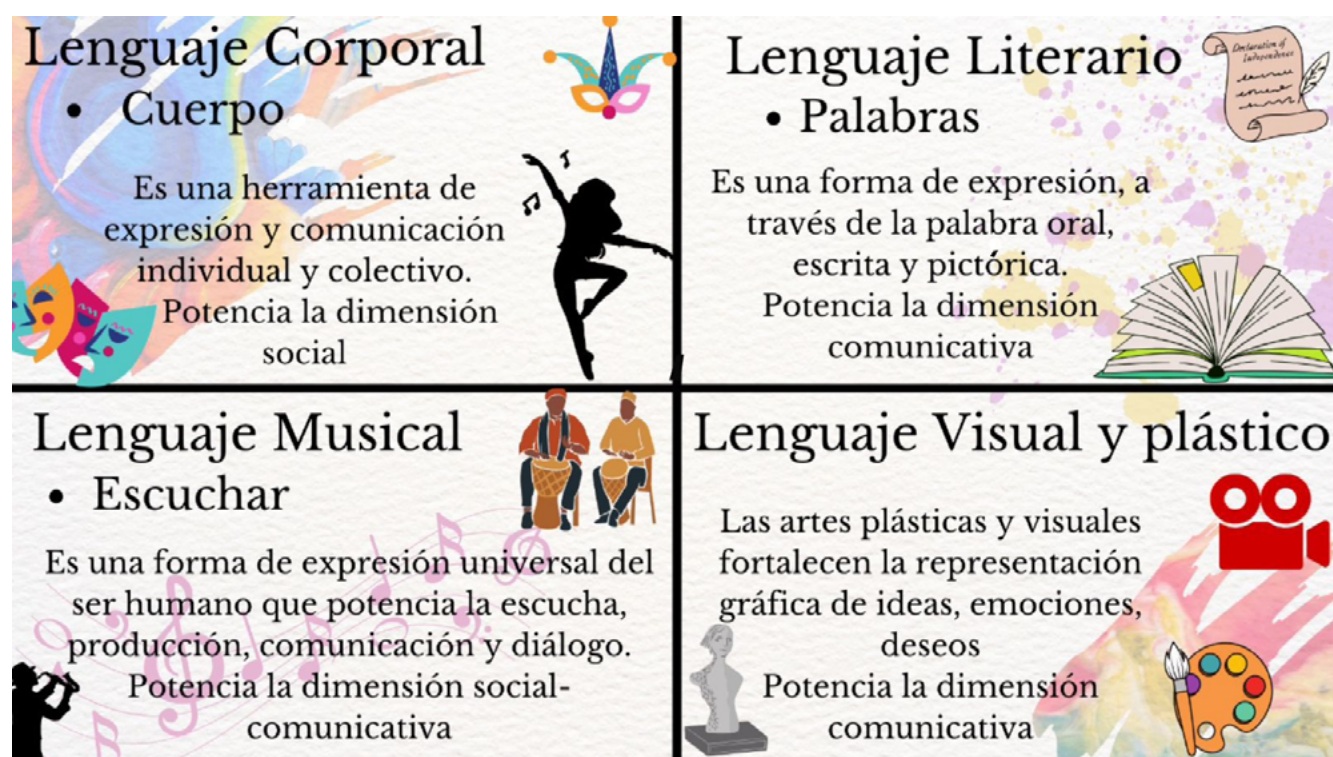 Lenguaje Corporal
• Cuerpo
Es una herramienta de
expresión y comunicación
individual y colectivo.
Potencia la dimensión
social
Lenguaje Literario
Declaration of
Independence
• Palabras
Es una forma de expresión, a
través de la palabra oral,
escrita y pictórica.
Potencia la dimensión
comunicativa
Lenguaje Musical
• Escuchar
Es una forma de expresión universal del
ser humano que potencia la escucha,
producción, comunicación y diálogo.
Potencia la dimensión social-
comunicativa
Lenguaje Visual y plástico
Las artes plásticas y visuales
fortalecen la representación
gráfica de ideas, emociones,
deseos
Potencia la dimensión
comunicativa